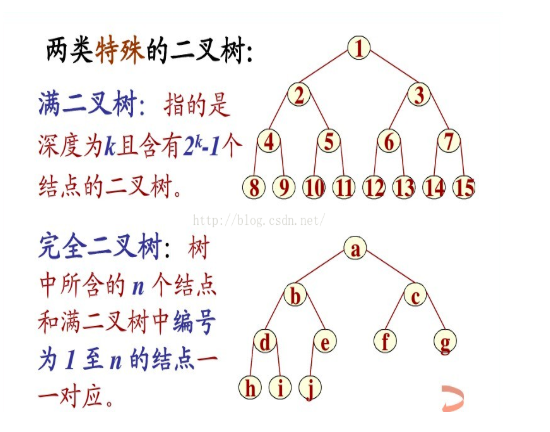 两类特殊的二叉树:
满二叉树: 指的是
深度为k且含有2ᵏ-1个
结点的二叉树。
1
2 3
4 5 6 7
8 9 10 11 12 13 14 15
http://blog.csdn.net/
完全二叉树: 树
中所含的 n 个结点
和满二叉树中编号
为 1 至 n 的结点一
一对应。
a
b c
d e f g
h i j